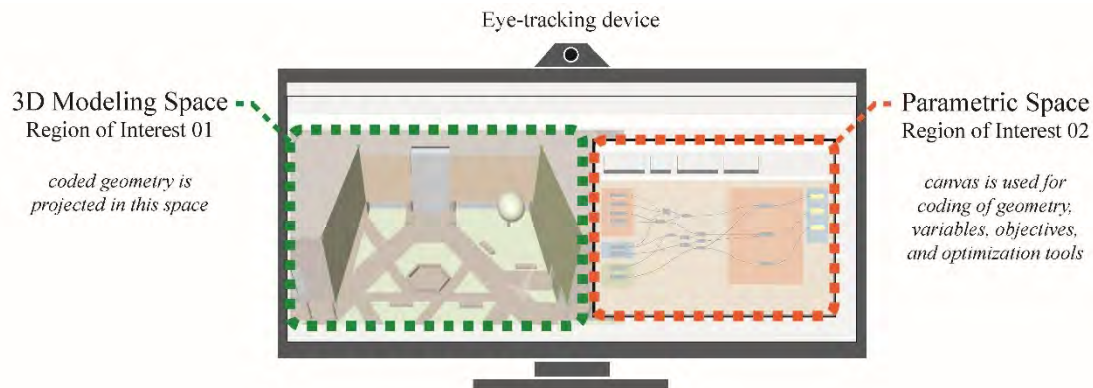 Eye-tracking device
3D Modeling Space
Region of Interest 01
coded geometry is
projected in this space
Parametric Space
Region of Interest 02
canvas is used for
coding of geometry,
variables, objectives,
and optimization tools